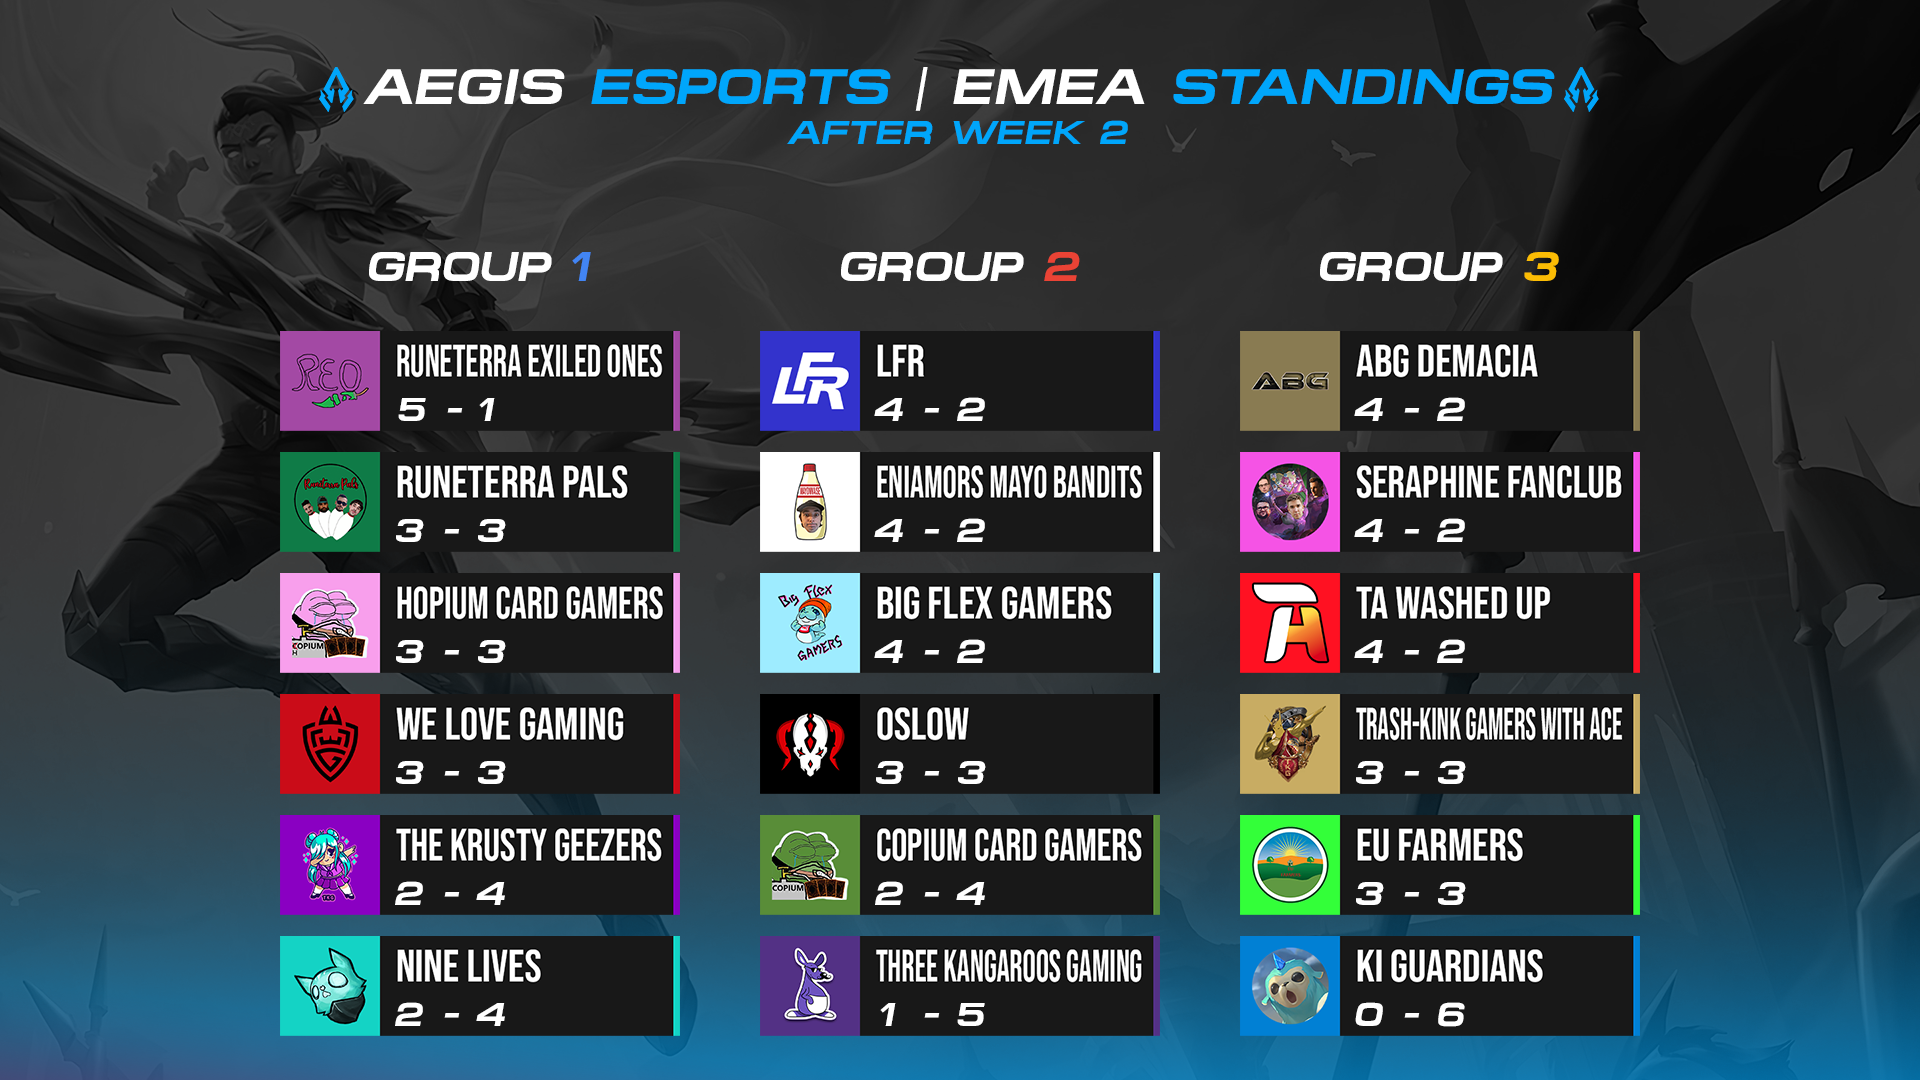 AEGIS ESPORTS | EMEA STANDINGS
AFTER WEEK 2
GROUP 1
REO
RUNETERRA EXILED ONES
5 - 1
Runeterra Pals
RUNETERRA PALS
3 - 3
COPIUM
H
HOPIUM CARD GAMERS
3 - 3
WLG
WE LOVE GAMING
3 - 3
THE KRUSTY GEEZERS
2 - 4
NINE LIVES
2 - 4
GROUP 2
LFR
LFR
4 - 2
MAYONNAISE
ENIAMORS MAYO BANDITS
4 - 2
Big Flex
GAMERS
BIG FLEX GAMERS
4 - 2
OSLOW
3 - 3
COPIUM
COPIUM CARD GAMERS
2 - 4
THREE KANGAROOS GAMING
1 - 5
GROUP 3
ABG
ABG DEMACIA
4 - 2
SERAPHINE FANCLUB
4 - 2
TA
TA WASHED UP
4 - 2
TRASH-KINK GAMERS WITH ACE
3 - 3
EU FARMERS
3 - 3
KI GUARDIANS
0 - 6